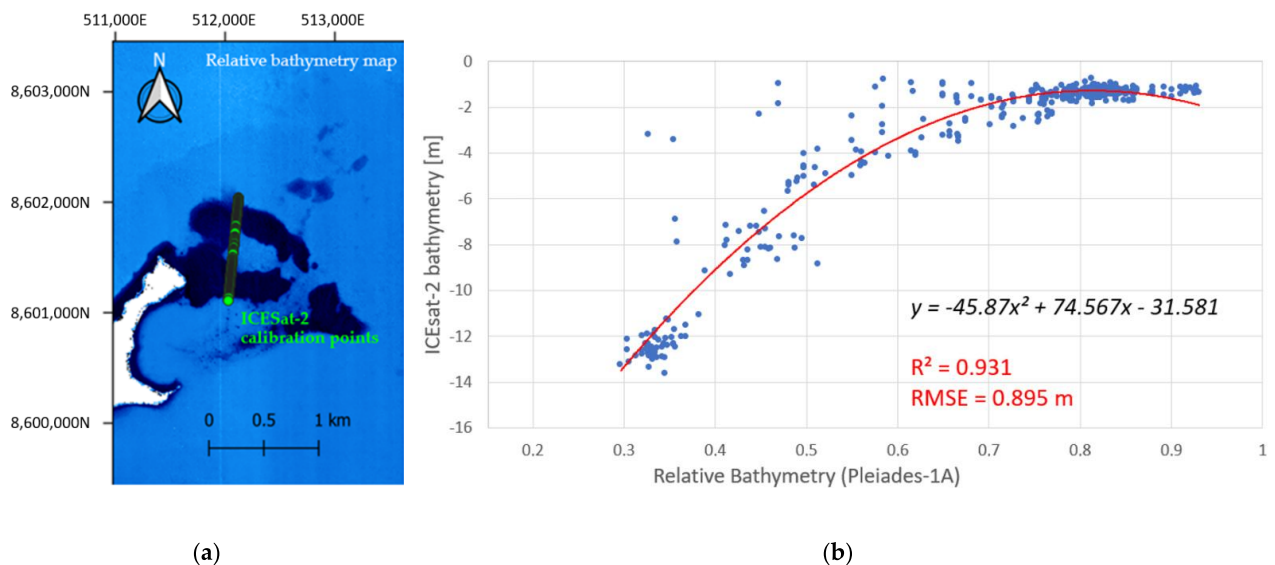 511,000E 512,000E 513,000E
8,603,000N
8,602,000N
8,601,000N
8,600,000N
N
Relative bathymetry map
ICESat-2
calibration points
0 0.5 1 km
(a)
ICEsat-2 bathymetry [m]
0
-2
-4
-6
-8
-10
-12
-14
-16
y = -45.87x² + 74.567x - 31.581
R² = 0.931
RMSE = 0.895 m
0.2 0.3 0.4 0.5 0.6 0.7 0.8 0.9 1
Relative Bathymetry (Pleiades-1A)
(b)